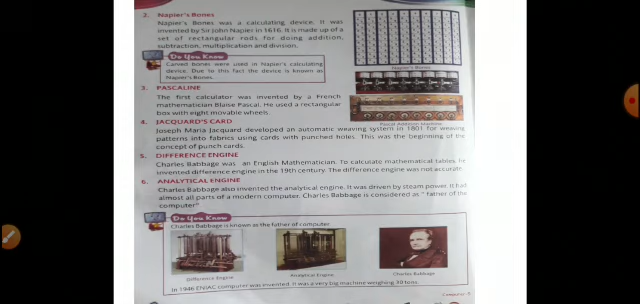 2. Napier's Bones
Napier's Bones was a calculating device. It was
invented by Sir John Napier in 1616. It is made up of a
set of rectangular rods for doing addition,
subtraction, multiplication and division.
Napier's Bones
Do You Know
Carved bones were used in Napier's calculating
device. Due to this fact the device is known as
Napier's Bones.
3. PASCALINE
The first calculator was invented by a French
mathematician Blaise Pascal. He used a rectangular
box with eight movable wheels.
Pascal Addition Machine
4. JACQUARD'S CARD
Joseph Maria Jacquard developed an automatic weaving system in 1801 for weaving
patterns into fabrics using cards with punched holes. This was the beginning of the
concept of punch cards.
5. DIFFERENCE ENGINE
Charles Babbage was an English Mathematician. To calculate mathematical tables, he
invented difference engine in the 19th century. The difference engine was not accurate
6. ANALYTICAL ENGINE
Charles Babbage also invented the analytical engine. It was driven by steam power. It had
almost all parts of a modern computer. Charles Babbage is considered as " father of the
computer"
Do You Know
Charles Babbage is known as the father of computer
Difference Engine
Analytical Engine
Charles Babbage
In 1946 ENIAC computer was invented. It was a very big machine weighing 30 tons.